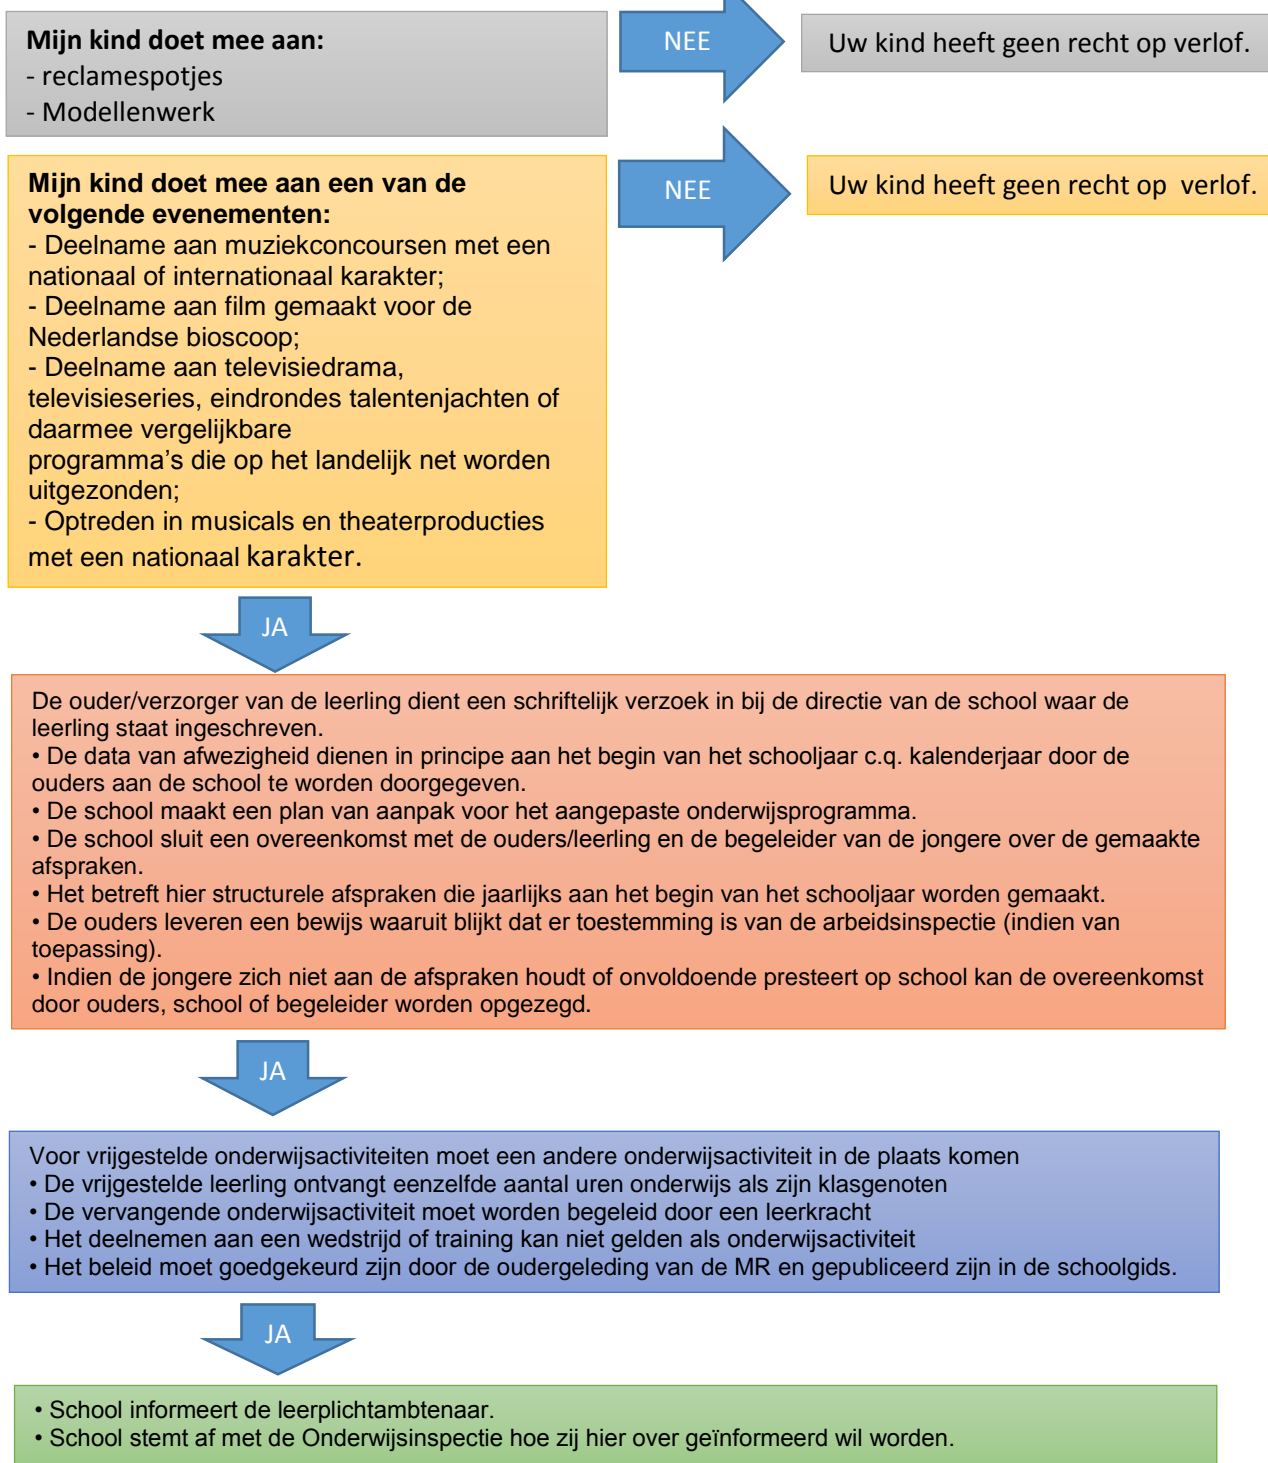 Mijn kind doet mee aan:
- reclamespotjes
- Modellenwerk
NEE
Uw kind heeft geen recht op verlof.
Mijn kind doet mee aan een van de
volgende evenementen:
- Deelname aan muziekconcoursen met een
nationaal of internationaal karakter;
- Deelname aan film gemaakt voor de
Nederlandse bioscoop;
- Deelname aan televisiedrama,
televisieseries, eindrondes talentenjachten of
daarmee vergelijkbare
programma's die op het landelijk net worden
uitgezonden;
- Optreden in musicals en theaterproducties
met een nationaal karakter.
NEE
Uw kind heeft geen recht op verlof.
JA
De ouder/verzorger van de leerling dient een schriftelijk verzoek in bij de directie van de school waar de
leerling staat ingeschreven.
• De data van afwezigheid dienen in principe aan het begin van het schooljaar c.q. kalenderjaar door de
ouders aan de school te worden doorgegeven.
• De school maakt een plan van aanpak voor het aangepaste onderwijsprogramma.
• De school sluit een overeenkomst met de ouders/leerling en de begeleider van de jongere over de gemaakte
afspraken.
• Het betreft hier structurele afspraken die jaarlijks aan het begin van het schooljaar worden gemaakt.
• De ouders leveren een bewijs waaruit blijkt dat er toestemming is van de arbeidsinspectie (indien van
toepassing).
• Indien de jongere zich niet aan de afspraken houdt of onvoldoende presteert op school kan de overeenkomst
door ouders, school of begeleider worden opgezegd.
JA
Voor vrijgestelde onderwijsactiviteiten moet een andere onderwijsactiviteit in de plaats komen
• De vrijgestelde leerling ontvangt eenzelfde aantal uren onderwijs als zijn klasgenoten
• De vervangende onderwijsactiviteit moet worden begeleid door een leerkracht
• Het deelnemen aan een wedstrijd of training kan niet gelden als onderwijsactiviteit
• Het beleid moet goedgekeurd zijn door de oudergeleding van de MR en gepubliceerd zijn in de schoolgids.
JA
• School informeert de leerplichtambtenaar.
• School stemt af met de Onderwijsinspectie hoe zij hier over geïnformeerd wil worden.